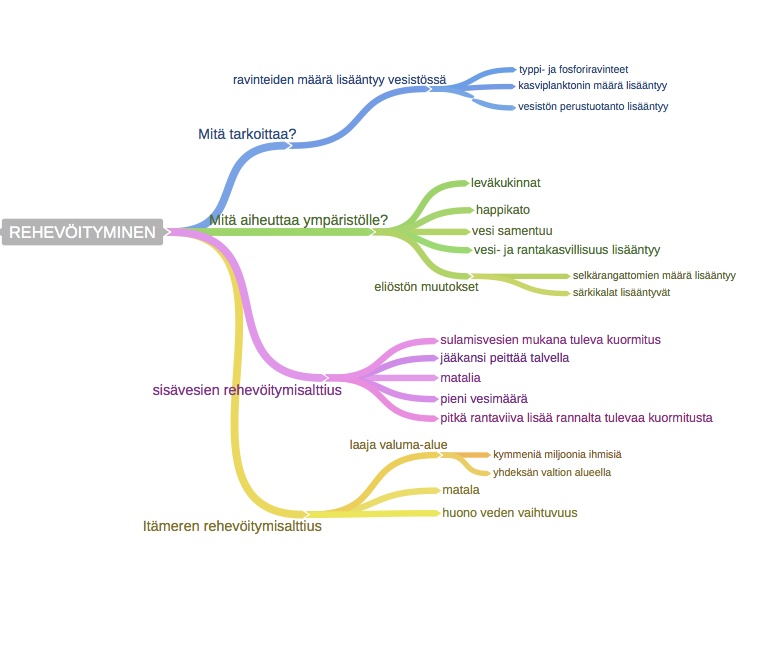 REHEVÖITYMINEN
Mitä tarkoittaa?
ravinteiden määrä lisääntyy vesistössä
typpi- ja fosforiravinteet
kasviplanktonin määrä lisääntyy
vesistön perustuotanto lisääntyy
Mitä aiheuttaa ympäristölle?
leväkukinnat
happikato
vesi samentuu
vesi- ja rantakasvillisuus lisääntyy
eliöstön muutokset
selkärangattomien määrä lisääntyy
särkikalat lisääntyvät
sisävesien rehevöitymisalttius
sulamisvesien mukana tuleva kuormitus
jääkansi peittää talvella
matalia
pieni vesimäärä
pitkä rantaviiva lisää rannalta tulevaa kuormitusta
Itämeren rehevöitymisalttius
laaja valuma-alue
kymmeniä miljoonia ihmisiä
yhdeksän valtion alueella
matala
huono veden vaihtuvuus